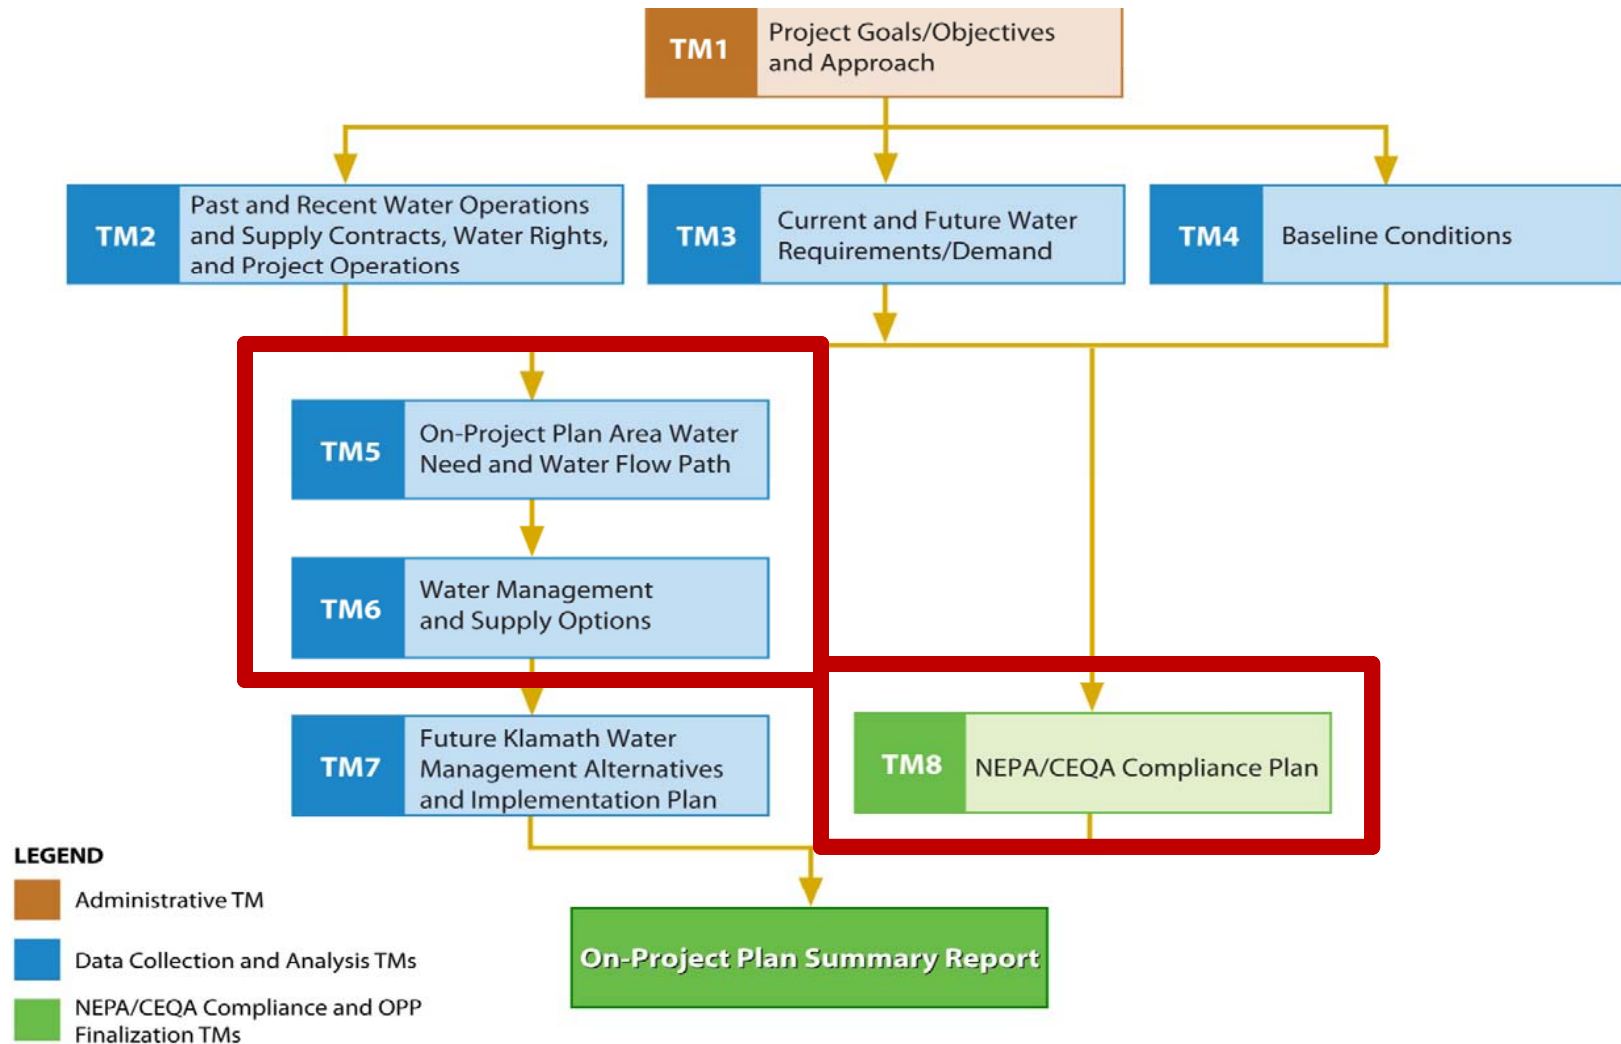 TM1
Project Goals/Objectives
and Approach
TM2
Past and Recent Water Operations
and Supply Contracts, Water Rights,
and Project Operations
TM3
Current and Future Water
Requirements/Demand
TM4
Baseline Conditions
TM5
On-Project Plan Area Water
Need and Water Flow Path
TM6
Water Management
and Supply Options
TM7
Future Klamath Water
Management Alternatives
and Implementation Plan
TM8
NEPA/CEQA Compliance Plan
On-Project Plan Summary Report
LEGEND
Administrative TM
Data Collection and Analysis TMs
NEPA/CEQA Compliance and OPP
Finalization TMs